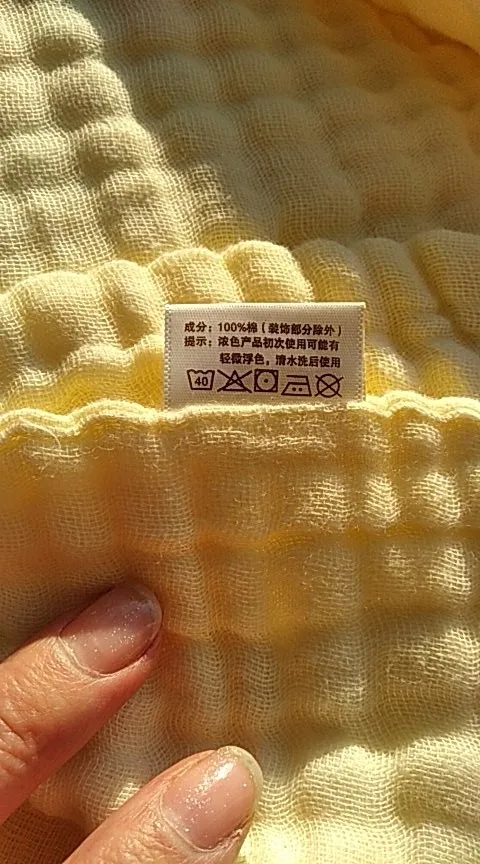 成分：100%棉（装饰部分除外）
提示：浓色产品初次使用可能有
轻微浮色，清水洗后使用
40